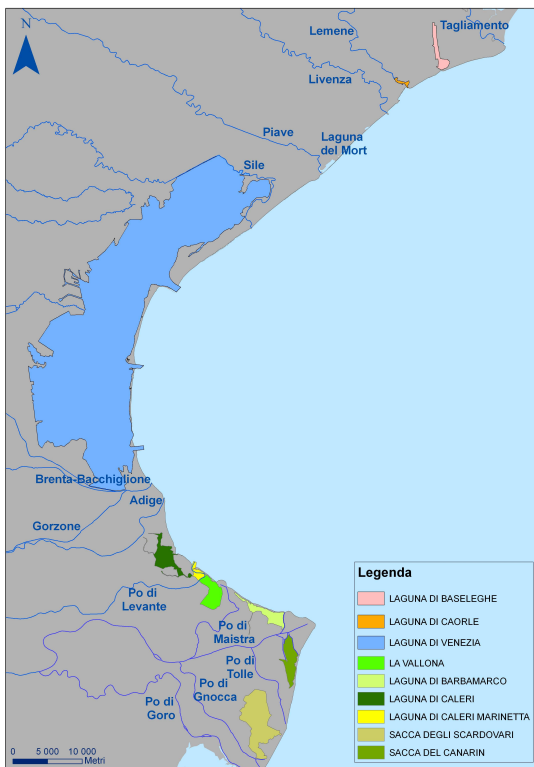 N
Lemene
Tagliamento
Livenza
Piave
Laguna
del Mort
Sile
Brenta-Bacchiglione
Adige
Gorzone
Po di
Levante
Po di
Maistra
Po di
Tolle
Po di
Gnocca
Po di
Goro
Legenda
LAGUNA DI BASELEGHE
LAGUNA DI CAORLE
LAGUNA DI VENEZIA
LA VALLONA
LAGUNA DI BARBAMARCO
LAGUNA DI CALERI
LAGUNA DI CALERI MARINETTA
SACCA DEGLI SCARDOVARI
SACCA DEL CANARIN
0 5 000 10 000
Metri